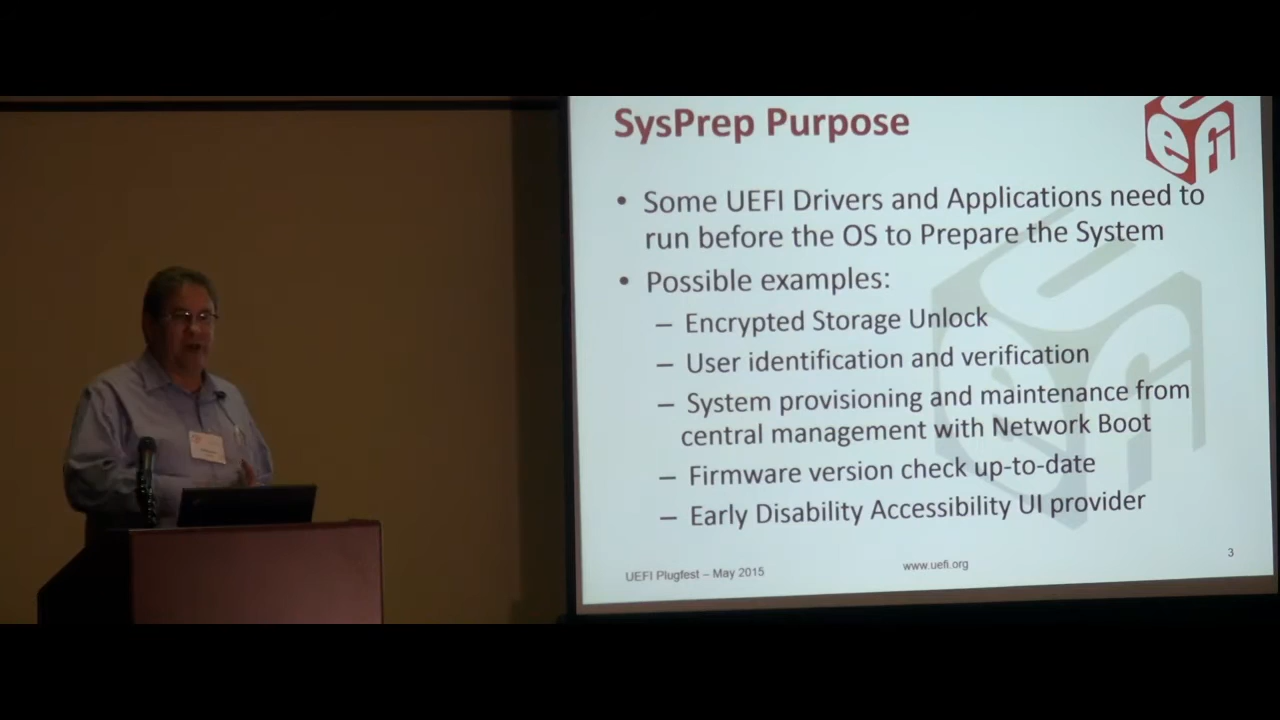 SysPrep Purpose
uefi
• Some UEFI Drivers and Applications need to
run before the OS to Prepare the System
• Possible examples:
– Encrypted Storage Unlock
– User identification and verification
– System provisioning and maintenance from
central management with Network Boot
– Firmware version check up-to-date
– Early Disability Accessibility UI provider
UEFI Plugfest – May 2015
www.uefi.org
3